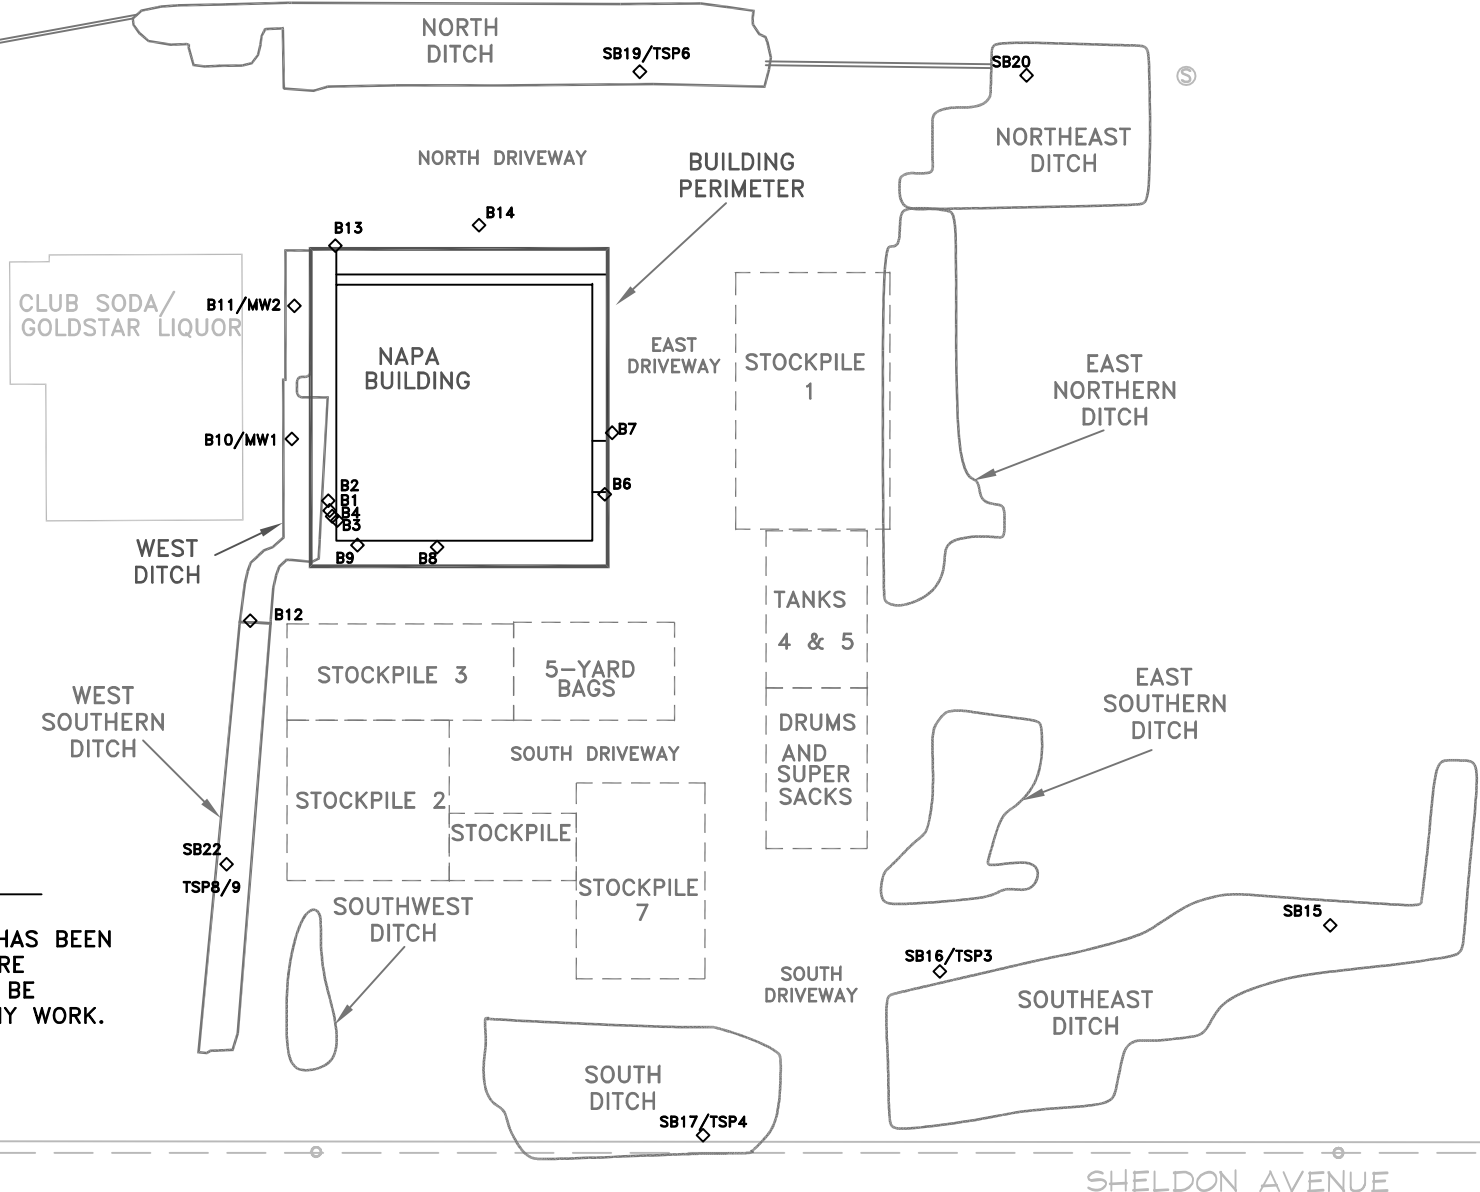 NORTH
DITCH
SB19/TSP6
SB20
S
NORTHEAST
DITCH
NORTH DRIVEWAY
BUILDING
PERIMETER
B14
B13
CLUB SODA/
GOLDSTAR LIQUOR
B11/MW2
NAPA
BUILDING
EAST
DRIVEWAY
STOCKPILE
1
EAST
NORTHERN
DITCH
B10/MW1
B7
B6
B2
B1
B4
B3
B9
B8
WEST
DITCH
B12
TANKS
4 & 5
STOCKPILE 3
5-YARD
BAGS
WEST
SOUTHERN
DITCH
EAST
SOUTHERN
DITCH
DRUMS
AND
SUPER
SACKS
SOUTH DRIVEWAY
STOCKPILE 2
STOCKPILE
SB22
TSP8/9
STOCKPILE
7
SOUTHWEST
DITCH
HAS BEEN
RE
BE
NY WORK.
SB15
SB16/TSP3
SOUTH
DRIVEWAY
SOUTHEAST
DITCH
SOUTH
DITCH
SB17/TSP4
SHELDON AVENUE